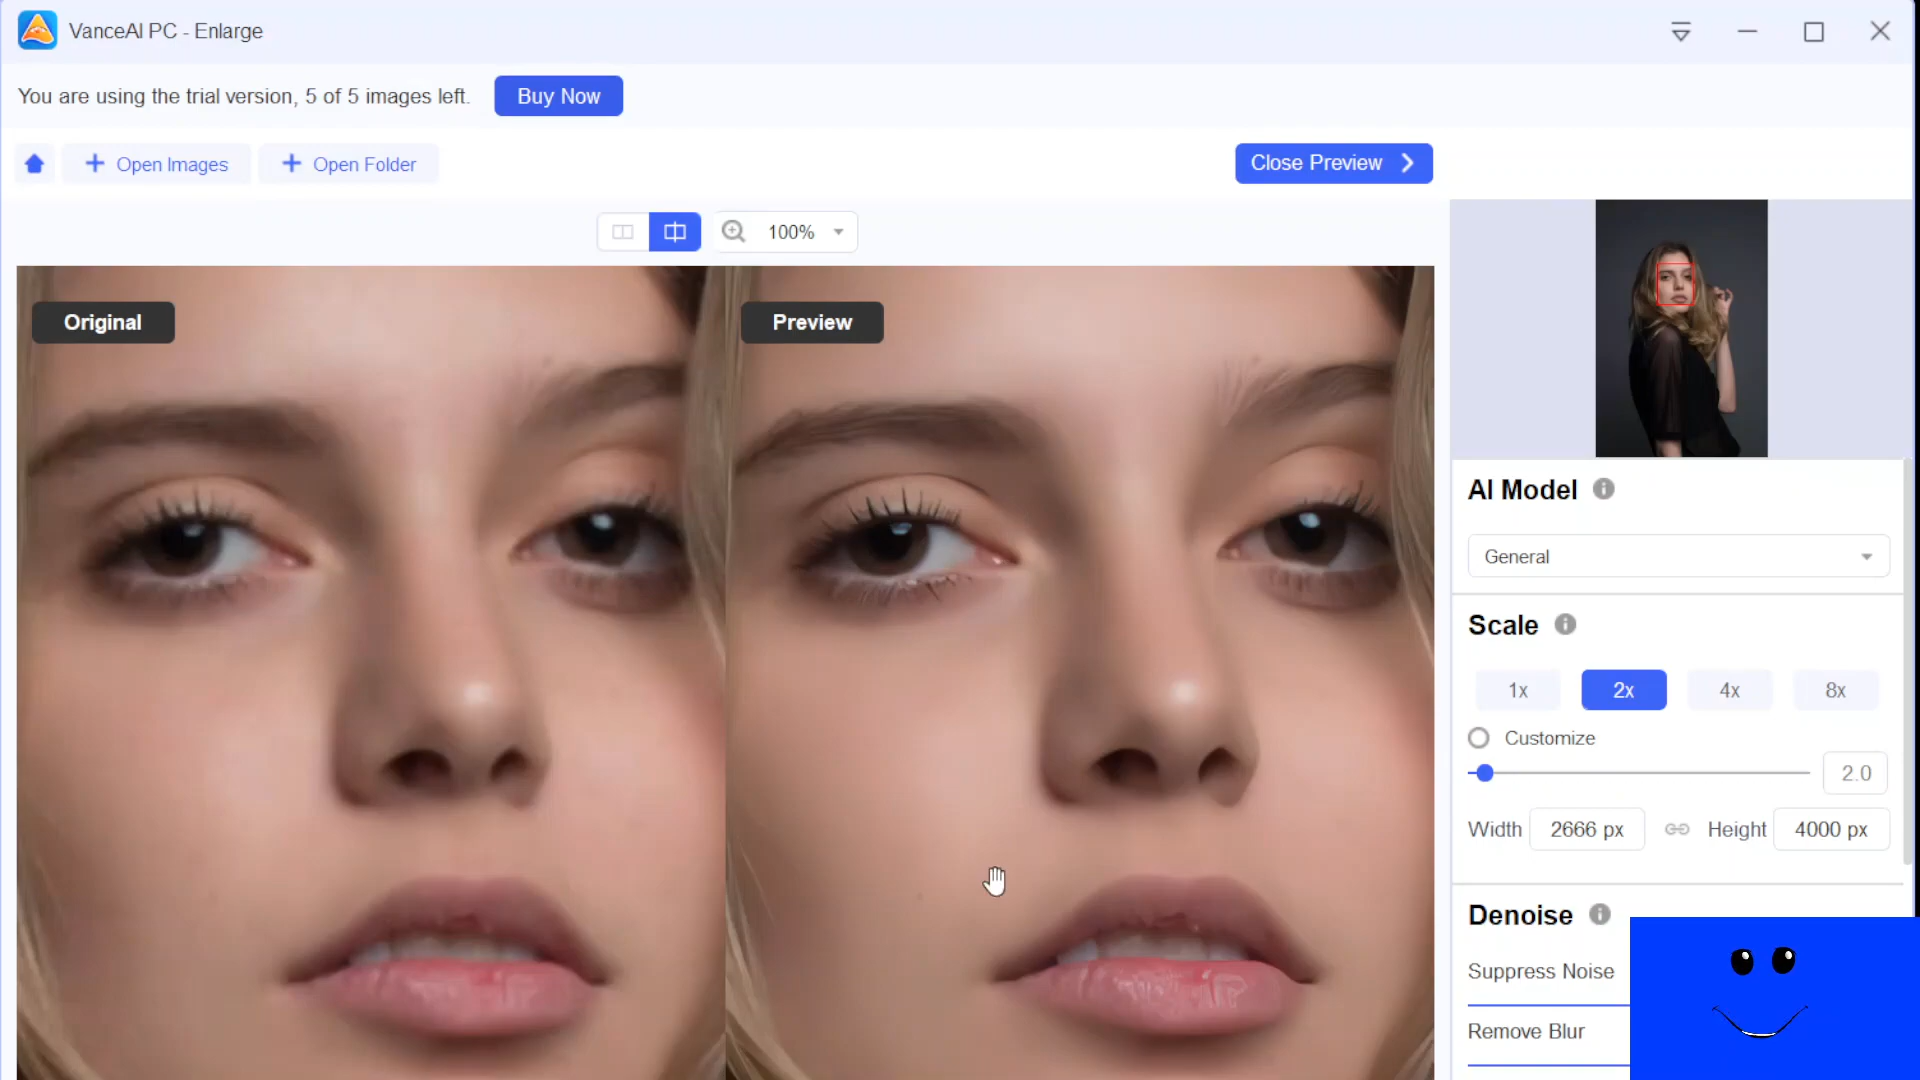 VanceAI PC - Enlarge
You are using the trial version, 5 of 5 images left.
Buy Now
Open Images
Open Folder
Close Preview
100%
Original
Preview
AI Model
General
Scale
1x
2x
4x
8x
Customize
2.0
Width
2666 px
Height
4000 px
Denoise
Suppress Noise
Remove Blur